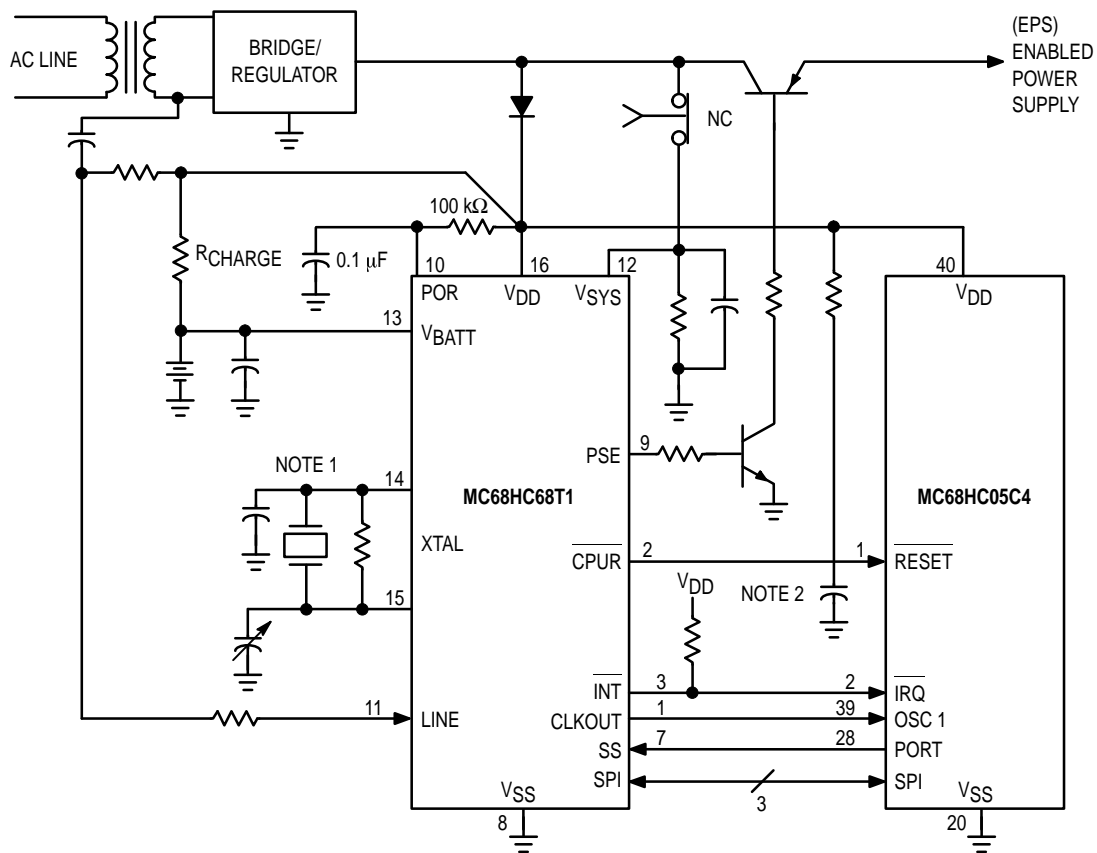 AC LINE
BRIDGE/
REGULATOR
(EPS)
ENABLED
POWER
SUPPLY
NC
100 kΩ
RCHARGE
0.1 µF
10
16
12
40
POR
VDD
VSYS
VDD
13
VBATT
PSE
9
NOTE 1
14
MC68HC68T1
MC68HC05C4
XTAL
CPUR
2
1
RESET
15
VDD
NOTE 2
INT
3
2
IRQ
11
LINE
CLKOUT
1
39
OSC 1
SS
7
28
PORT
SPI
3
SPI
VSS
8
VSS
20